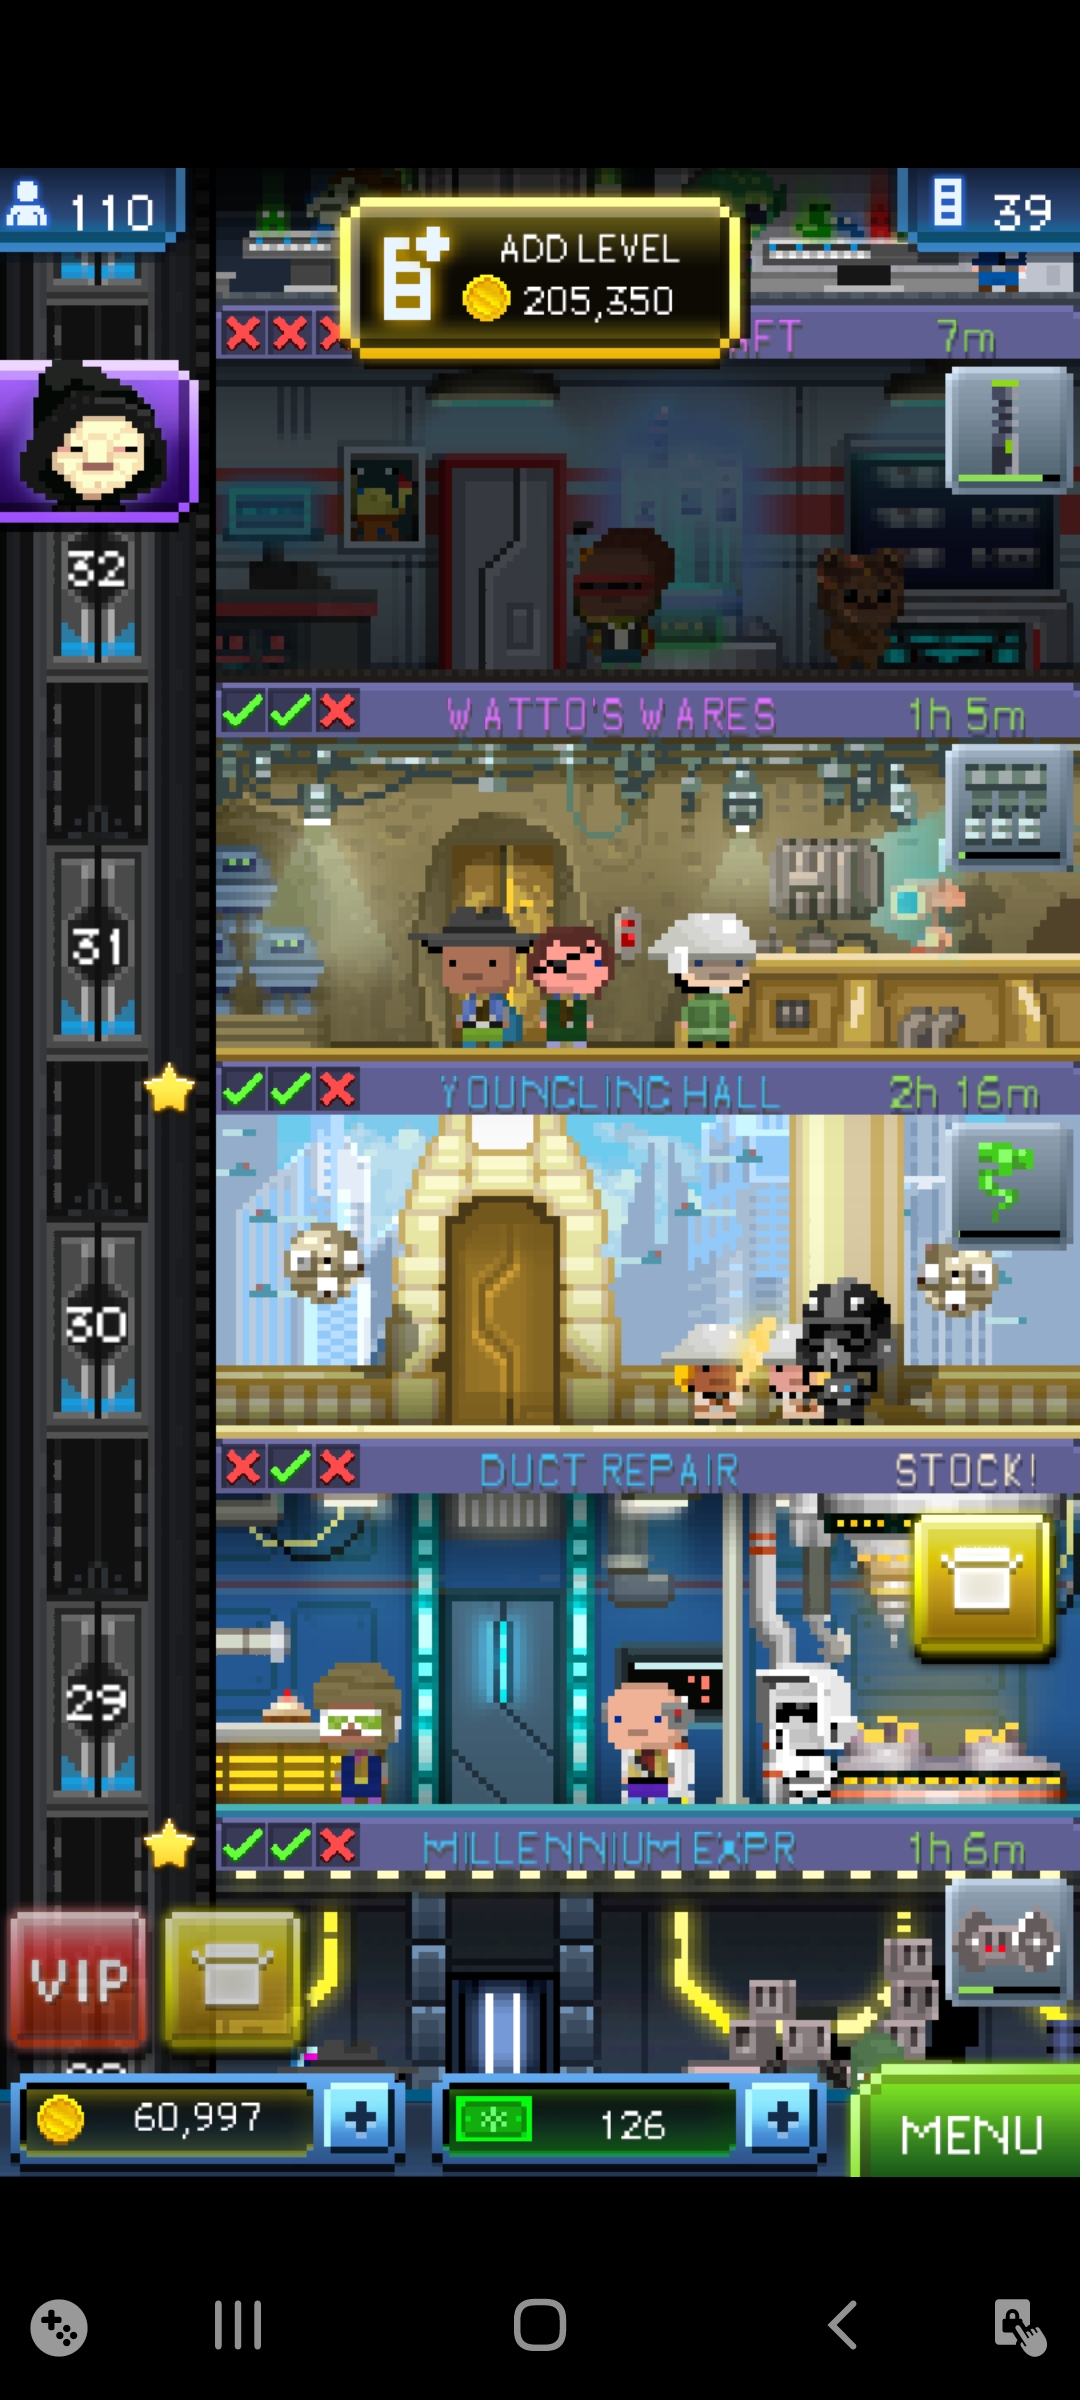 110
39
ADD LEVEL
205,350
7m
32
WATTO'S WARES
1h 5m
31
YOUNGLING HALL
2h 16m
30
DUCT REPAIR
STOCK!
29
MILLENNIUM EXPR
1h 6m
VIP
60,997
126
MENU